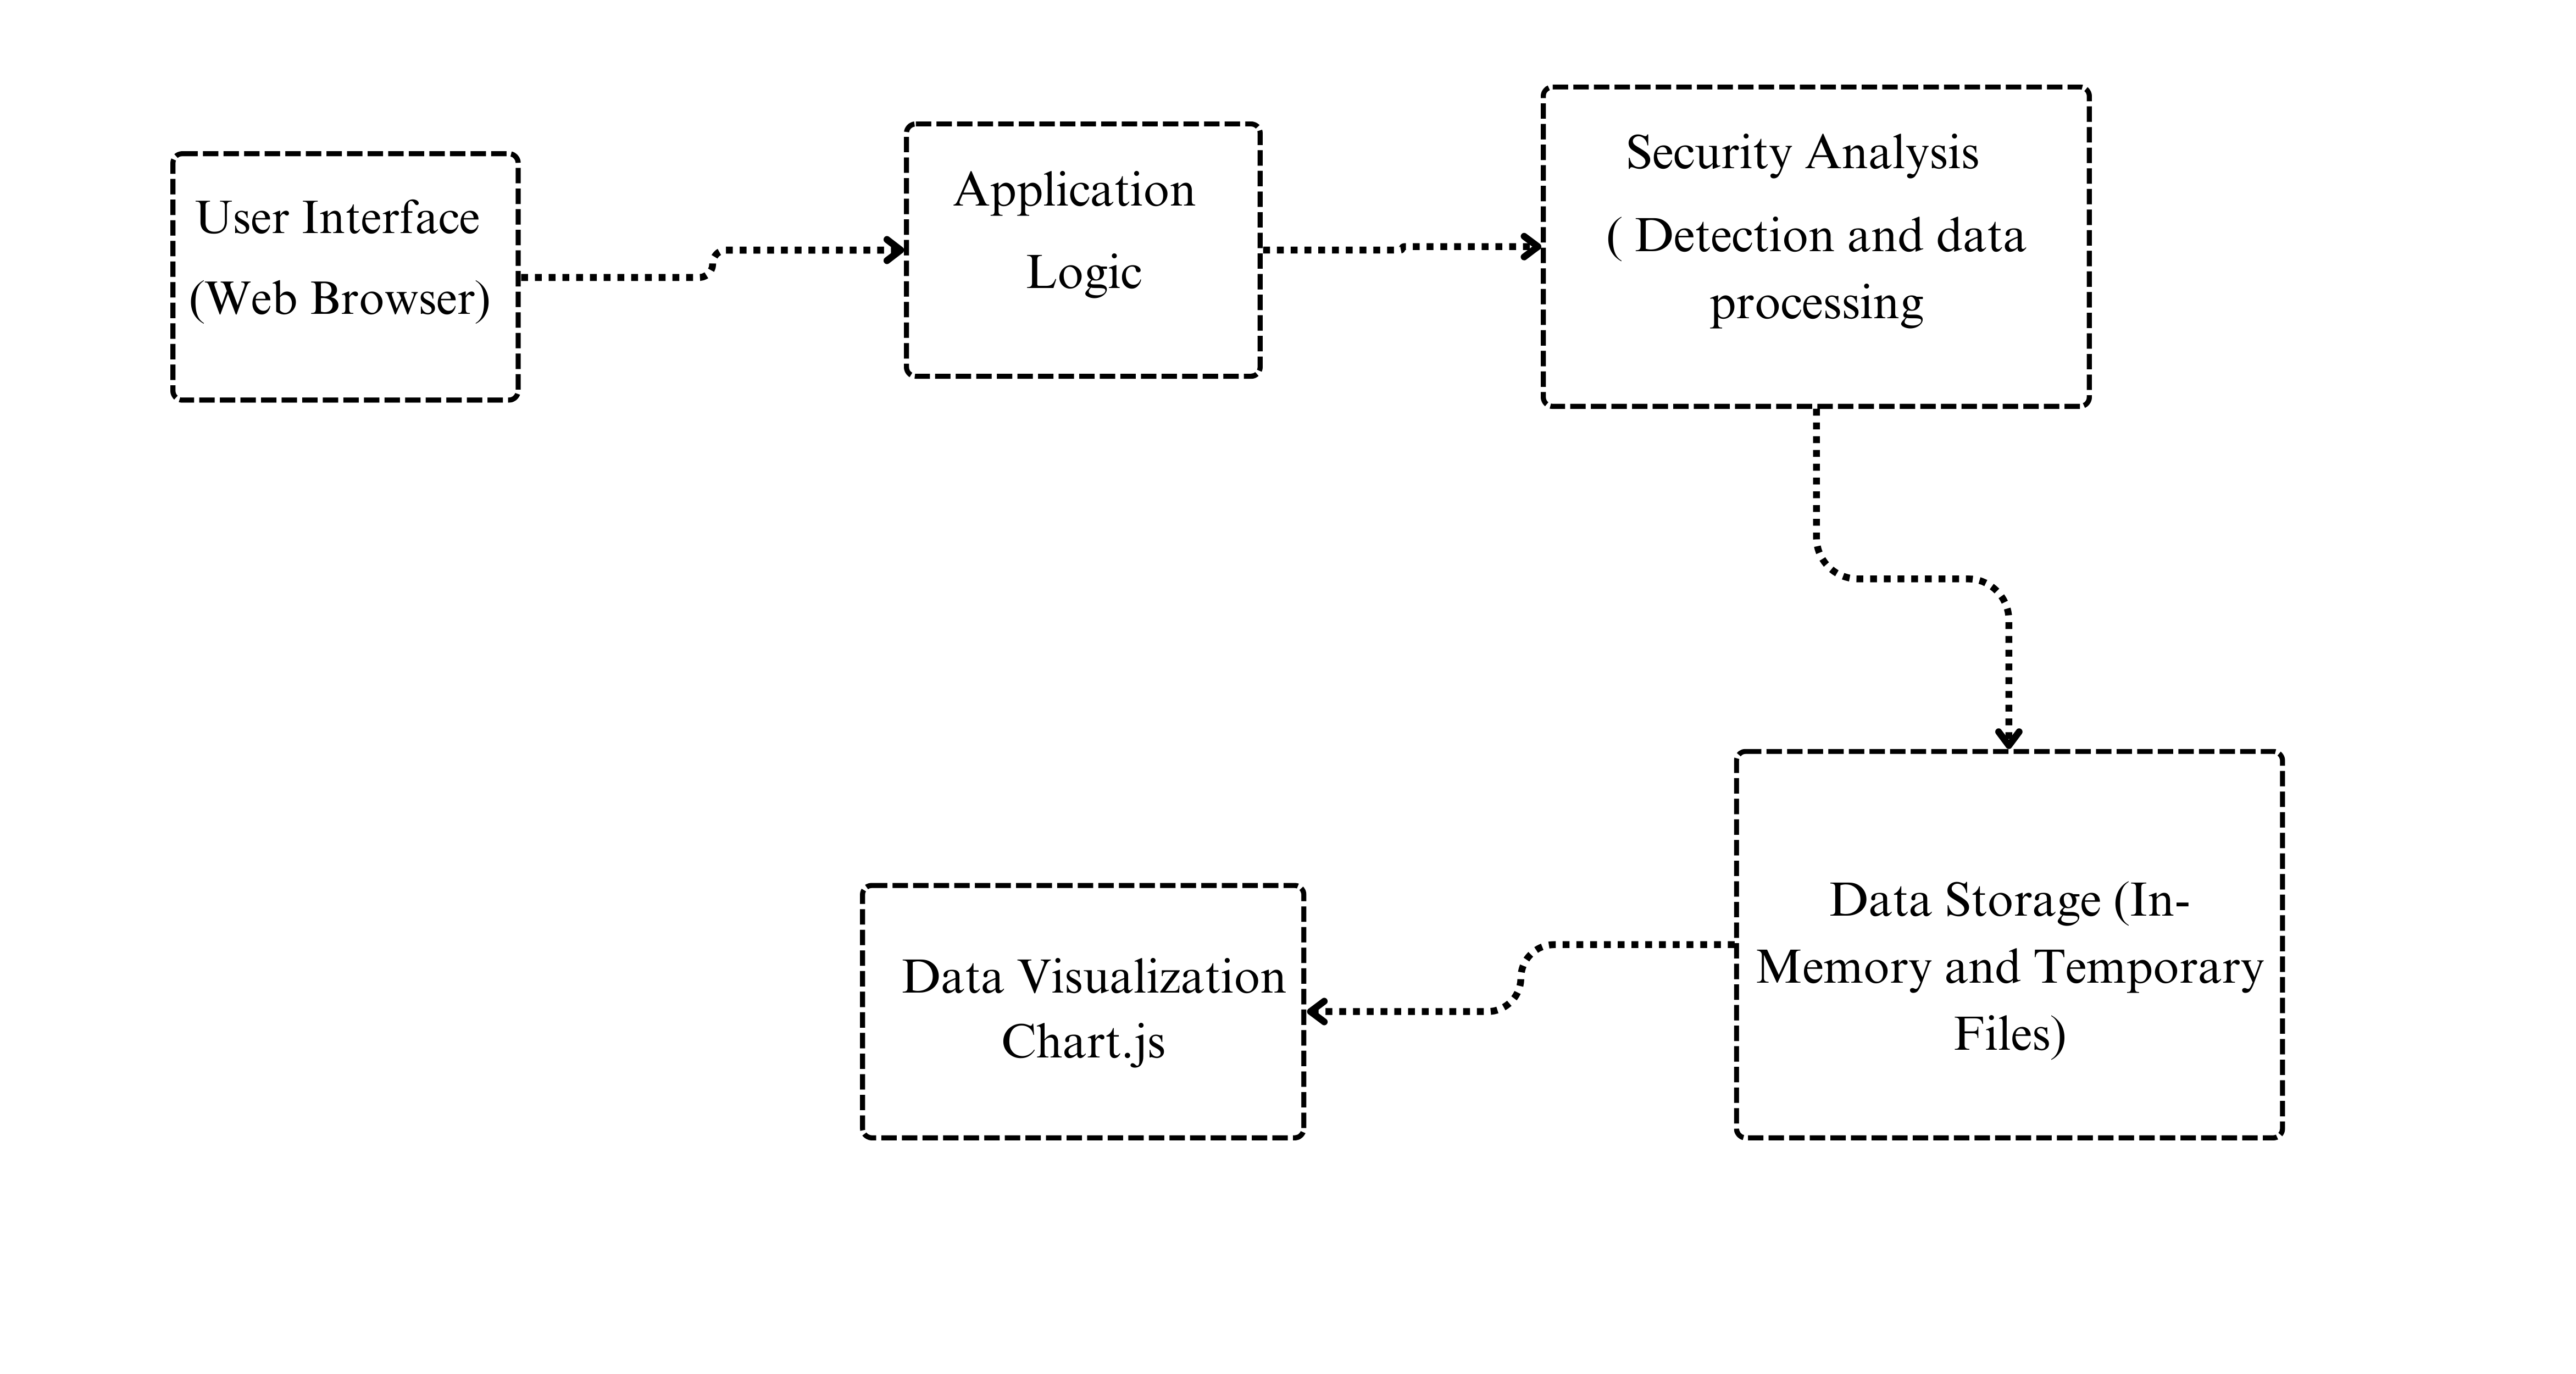 User Interface
(Web Browser)
Application
Logic
Security Analysis
( Detection and data
processing
Data Storage (In-
Memory and Temporary
Files)
Data Visualization
Chart.js